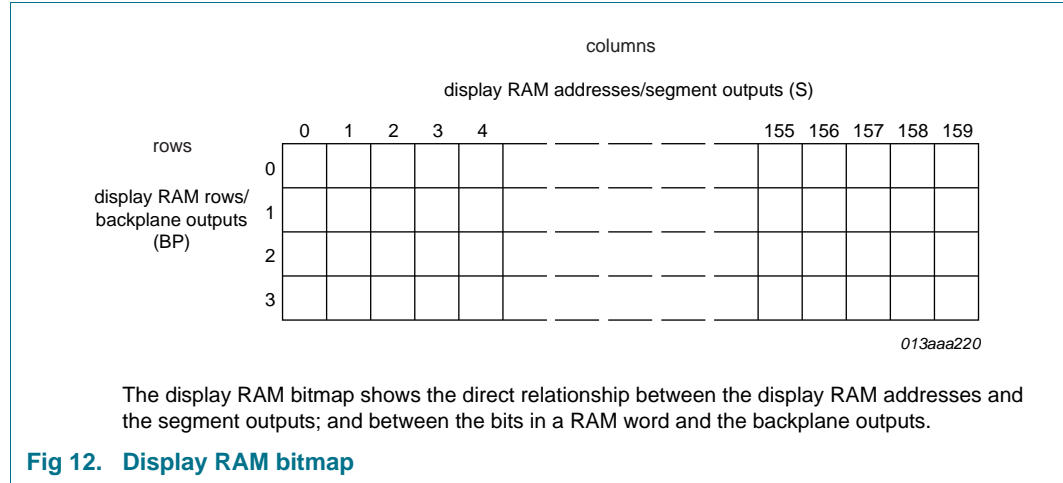 columns
display RAM addresses/segment outputs (S)
0 1 2 3 4 155 156 157 158 159
rows
0
display RAM rows/
backplane outputs
(BP)
1
2
3
013aaa220
The display RAM bitmap shows the direct relationship between the display RAM addresses and
the segment outputs; and between the bits in a RAM word and the backplane outputs.
Fig 12. Display RAM bitmap